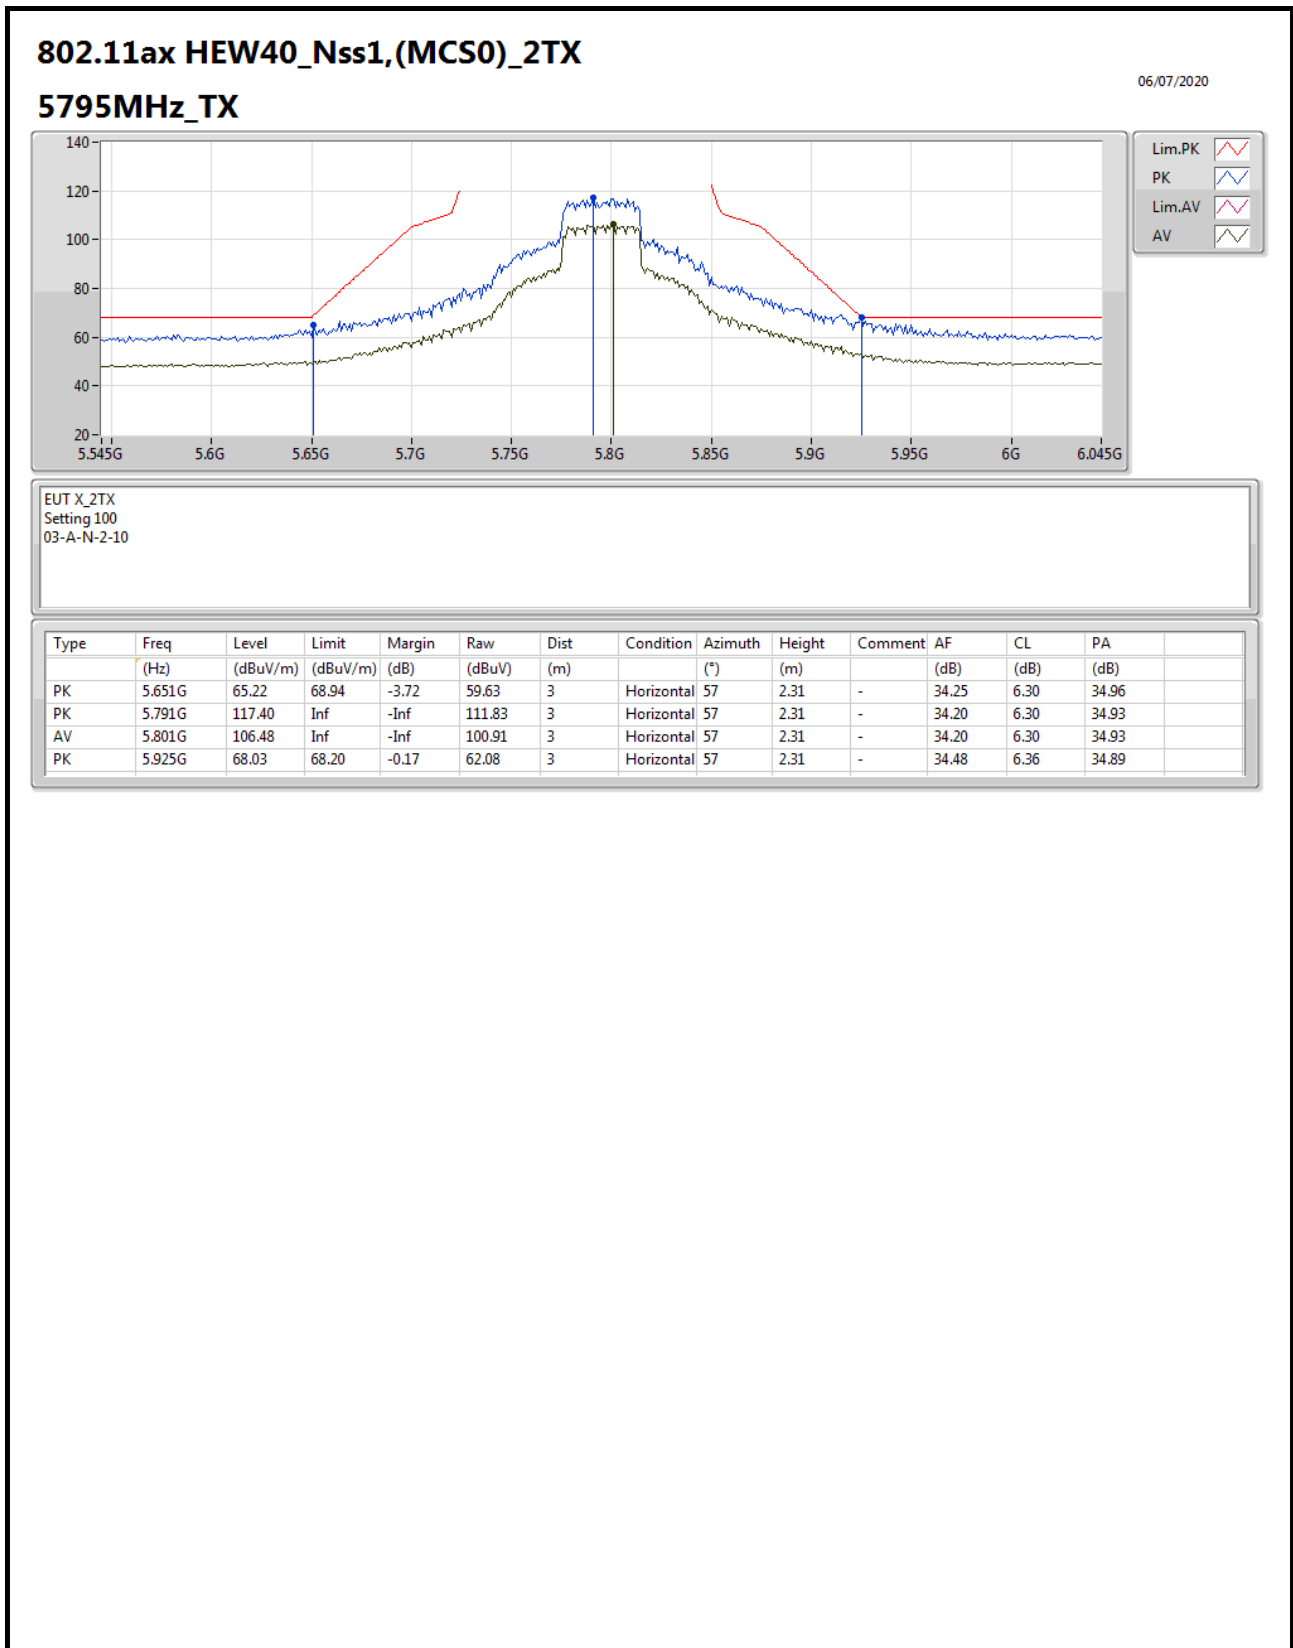 802.11ax HEW40_Nss1,(MCS0)_2TX
06/07/2020
5795MHz_TX
140
120
100
80
60
40
20
5.545G 5.6G 5.65G 5.7G 5.75G 5.8G 5.85G 5.9G 5.95G 6G 6.045G
Lim.PK
PK
Lim.AV
AV
EUT X_2TX
Setting 100
03-A-N-2-10
Type Freq Level Limit Margin Raw Dist Condition Azimuth Height Comment AF CL PA
(Hz) (dBuV/m) (dBuV/m) (dB) (dBuV) (m) (°) (m) (dB) (dB) (dB)
PK 5.651G 65.22 68.94 -3.72 59.63 3 Horizontal 57 2.31 - 34.25 6.30 34.96
PK 5.791G 117.40 Inf -Inf 111.83 3 Horizontal 57 2.31 - 34.20 6.30 34.93
AV 5.801G 106.48 Inf -Inf 100.91 3 Horizontal 57 2.31 - 34.20 6.30 34.93
PK 5.925G 68.03 68.20 -0.17 62.08 3 Horizontal 57 2.31 - 34.48 6.36 34.89